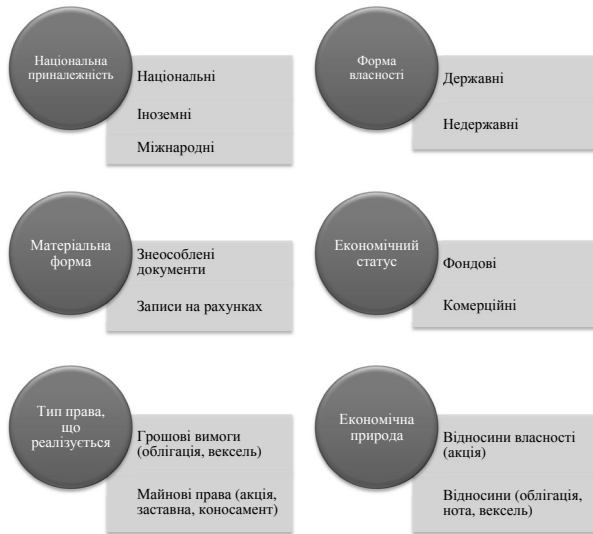 Національна
приналежність
Національні
Іноземні
Міжнародні
Форма
власності
Державні
Недержавні
Матеріальна
форма
Знеособлені
документи
Записи на рахунках
Економічний
статус
Фондові
Комерційні
Тип права,
що
реалізується
Грошові вимоги
(облігація, вексель)
Майнові права (акція,
заставна, коносамент)
Економічна
природа
Відносини власності
(акція)
Відносини (облігація,
нота, вексель)